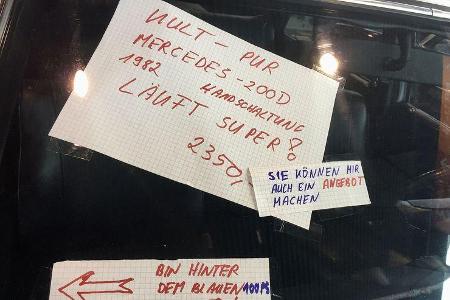 KULT - PUR
MERCEDES - 200D
1982 HANDSCHALTUNG
LÄUFT SUPER!
2350,-
SIE KÖNNEN MIR
AUCH EIN ANGEBOT
MACHEN
BIN HINTER
DEM BLAUEN 100PS